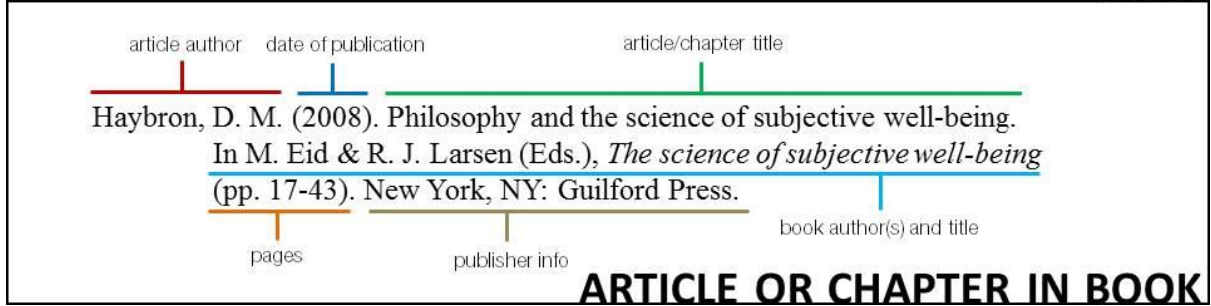 article author date of publication article/chapter title
Haybron, D. M. (2008). Philosophy and the science of subjective well-being.
In M. Eid & R. J. Larsen (Eds.), The science of subjective well-being
(pp. 17-43). New York, NY: Guilford Press.
book author(s) and title
pages publisher info
ARTICLE OR CHAPTER IN BOOK